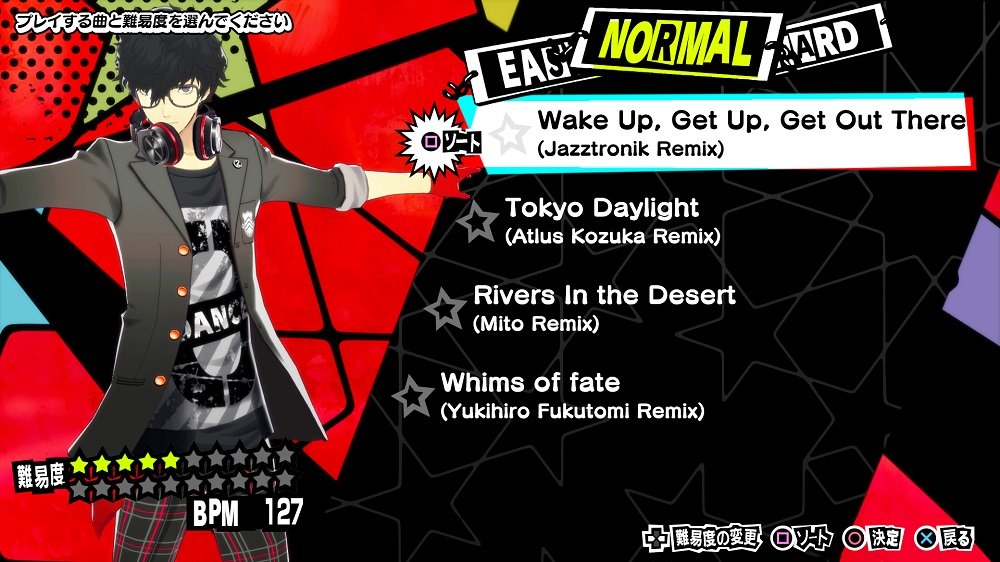 プレイする曲と難易度を選んでください
EAS NORMAL ARD
ソート
Wake Up, Get Up, Get Out There
(Jazztronik Remix)
Tokyo Daylight
(Atlus Kozuka Remix)
Rivers In the Desert
(Mito Remix)
Whims of fate
(Yukihiro Fukutomi Remix)
DANC
難易度
BPM 127
難易度の変更 ソート 決定 戻る